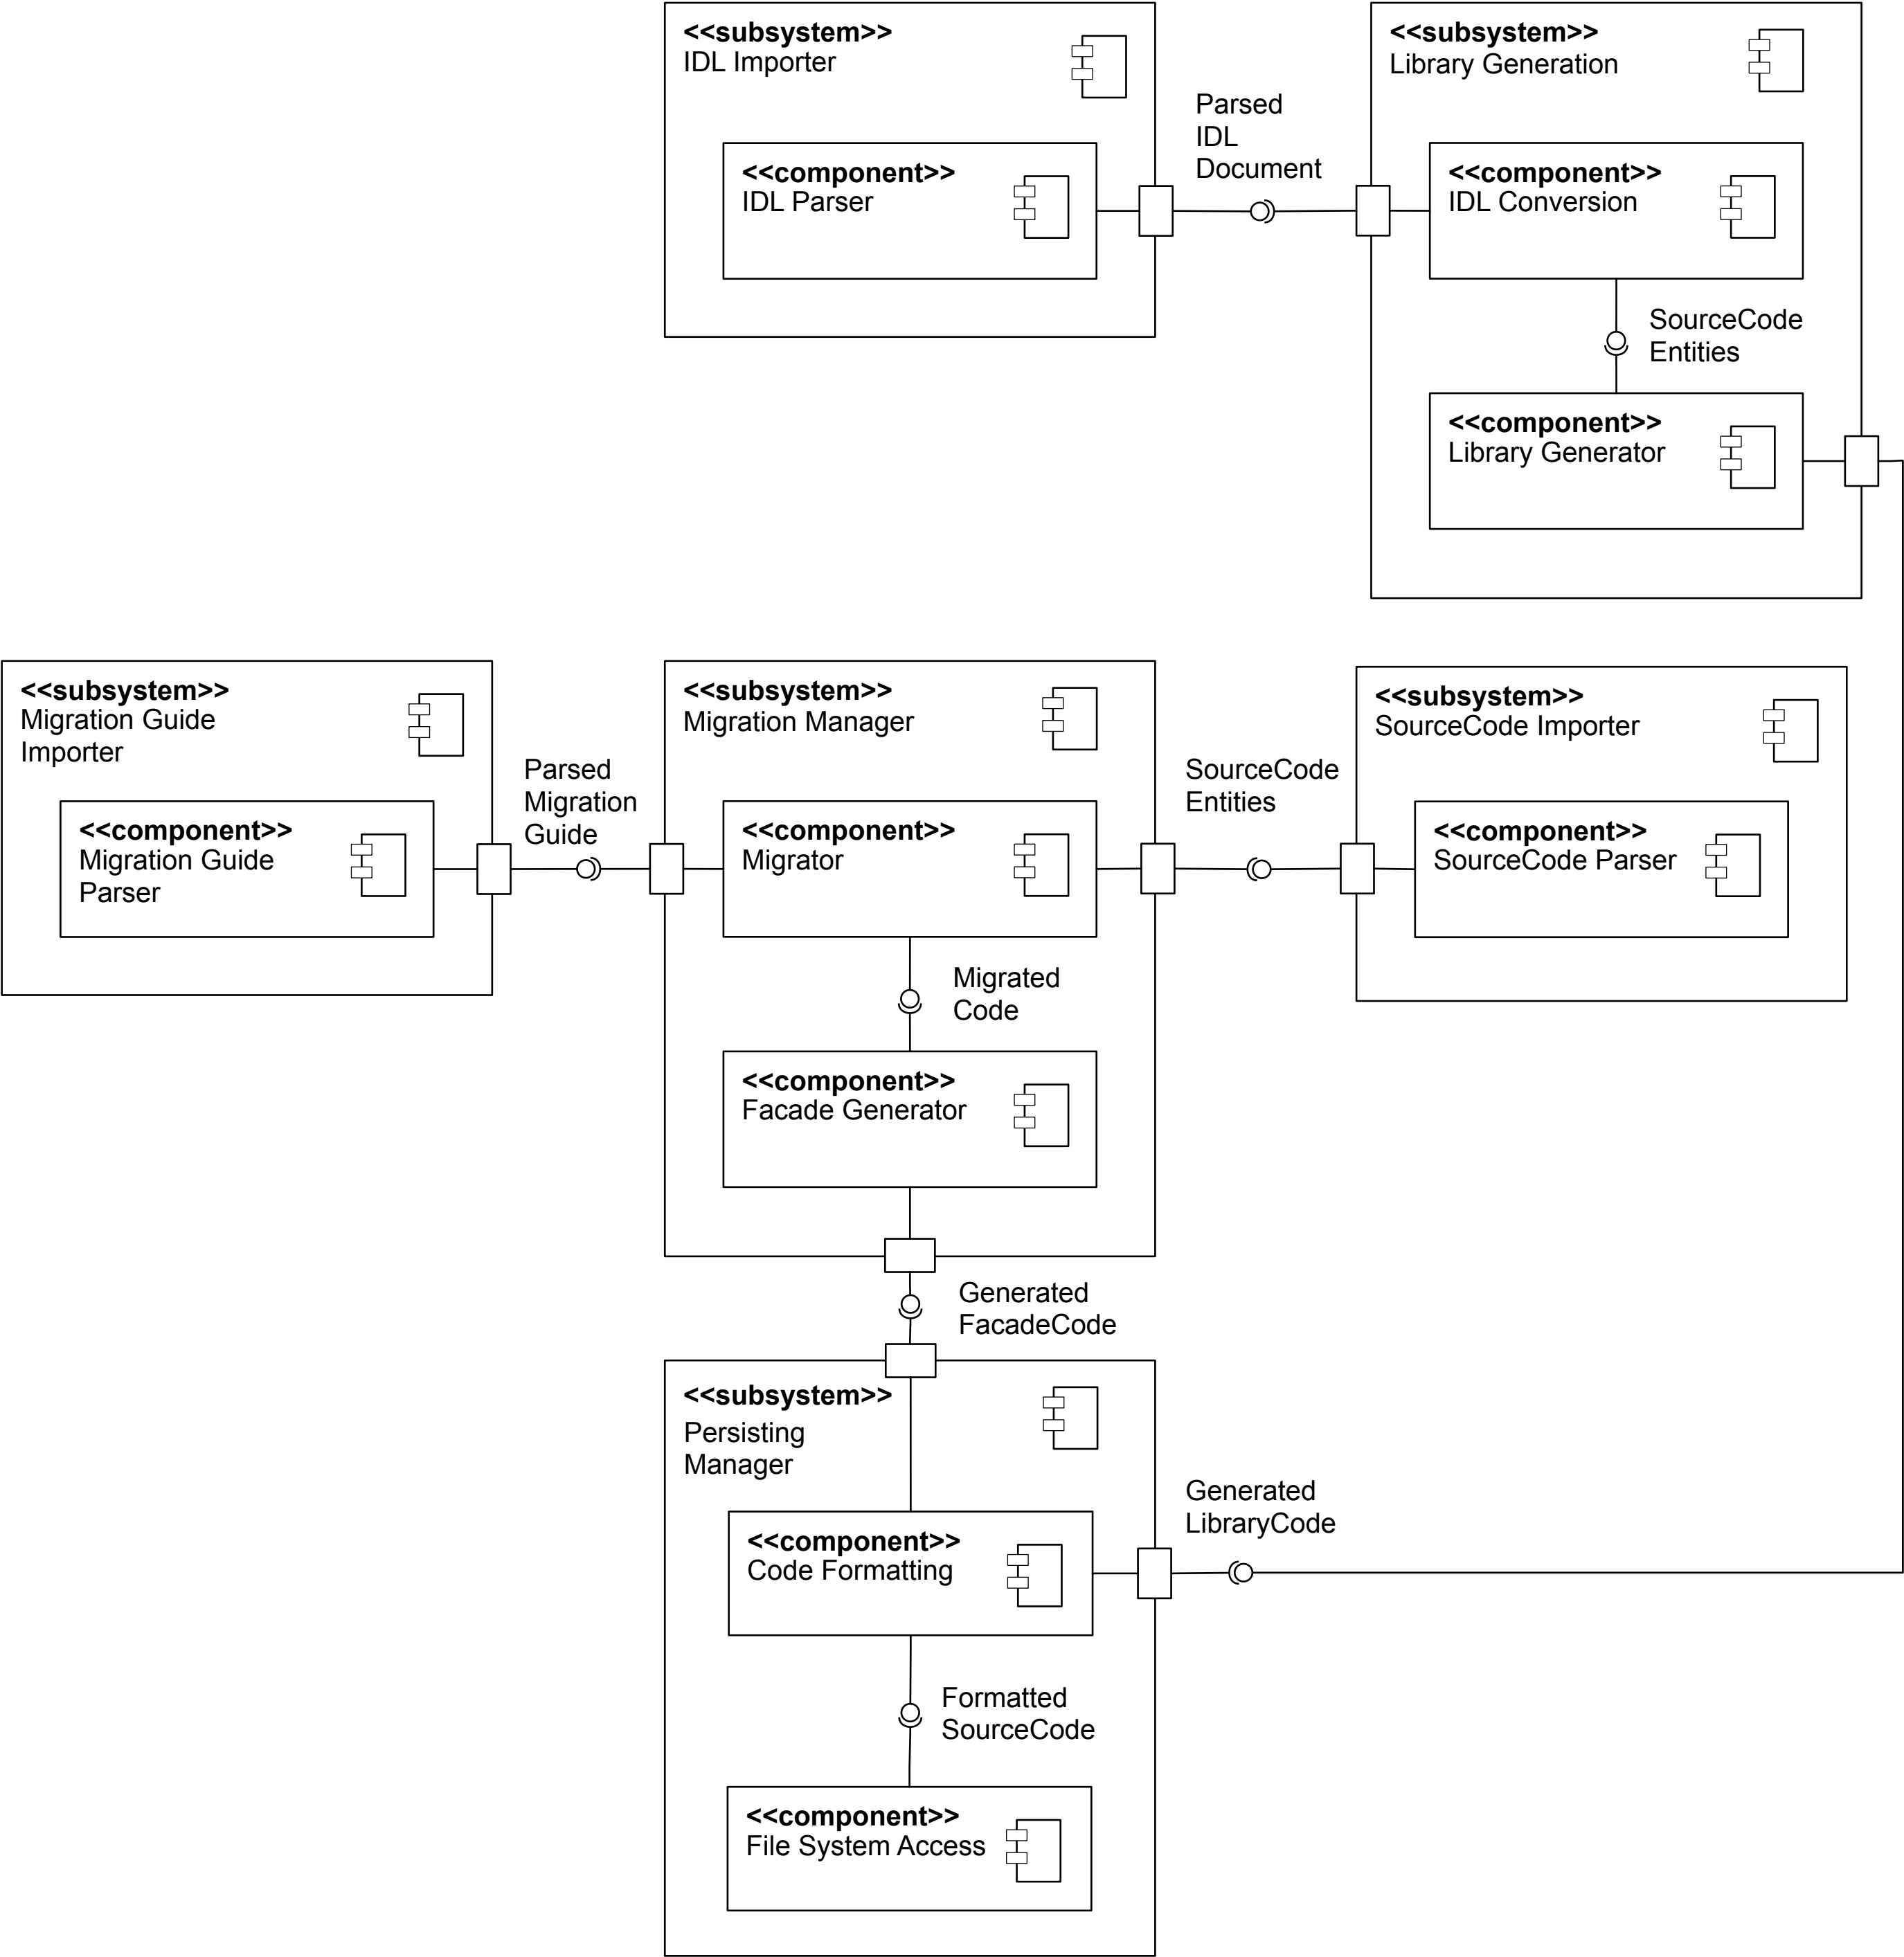 <<subsystem>>
IDL Importer
<<component>>
IDL Parser
Parsed
IDL
Document
<<subsystem>>
Library Generation
<<component>>
IDL Conversion
SourceCode
Entities
<<component>>
Library Generator
<<subsystem>>
Migration Guide
Importer
<<component>>
Migration Guide
Parser
Parsed
Migration
Guide
<<subsystem>>
Migration Manager
<<component>>
Migrator
SourceCode
Entities
<<subsystem>>
SourceCode Importer
<<component>>
SourceCode Parser
Migrated
Code
<<component>>
Facade Generator
Generated
FacadeCode
<<subsystem>>
Persisting
Manager
<<component>>
Code Formatting
Generated
LibraryCode
Formatted
SourceCode
<<component>>
File System Access